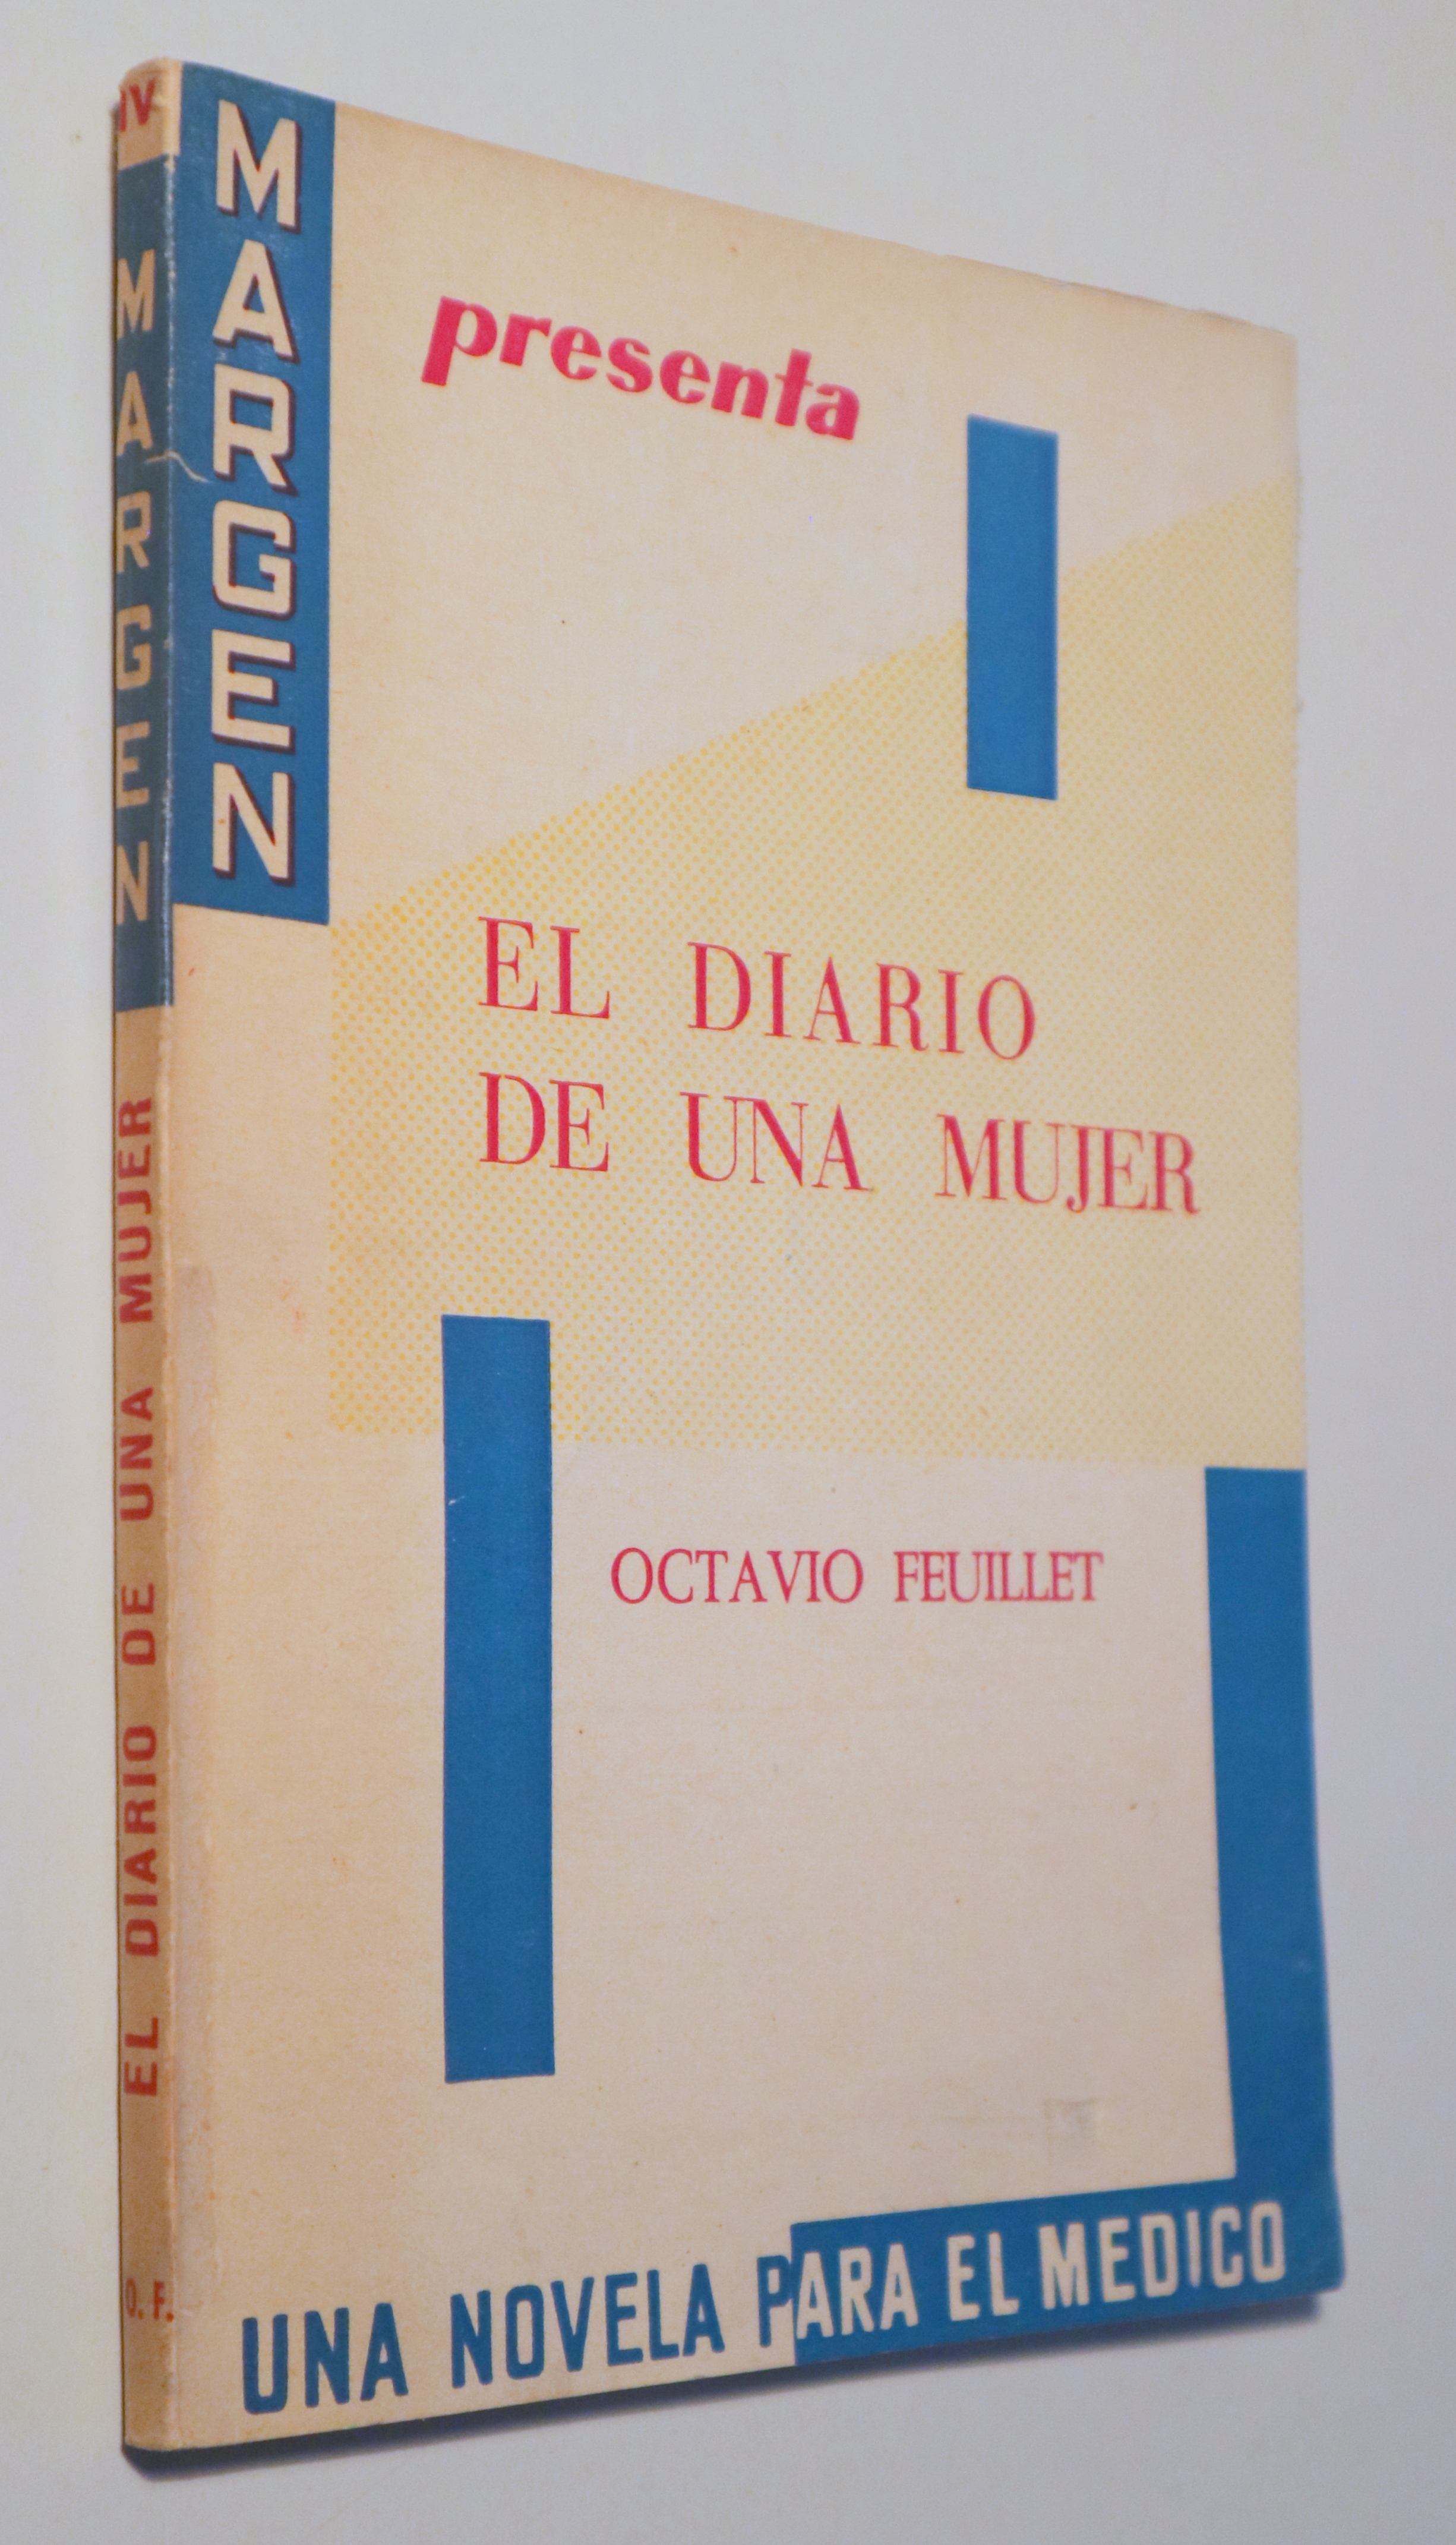 IV
MARGEN
EL DIARIO DE UNA MUJER
O. F.
MARGEN
presenta
EL DIARIO
DE UNA MUJER
OCTAVIO FEUILLET
UNA NOVELA PARA EL MEDICO